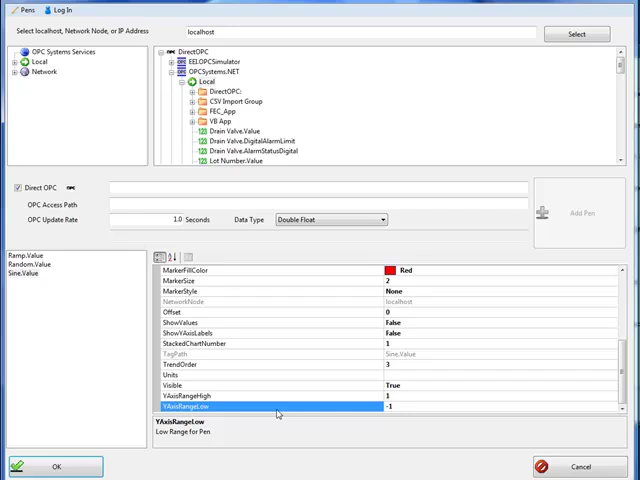 Pens Log In
Select localhost, Network Node, or IP Address localhost Select
OPC Systems Services
Local
Network
DirectOPC
EELOPCSimulator
OPCSystems.NET
Local
DirectOPC:
CSV Import Group
FEC_App
VB App
Drain Valve.Value
Drain Valve.DigitalAlarmLimit
Drain Valve.AlarmStatusDigital
Lot Number.Value
Direct OPC OPC
OPC Access Path
OPC Update Rate 1.0 Seconds Data Type Double Float
Add Pen
Ramp.Value
Random.Value
Sine.Value
MarkerFillColor Red
MarkerSize 2
MarkerStyle None
NetworkNode localhost
Offset 0
ShowValues False
ShowYAxisLabels False
StackedChartNumber 1
TagPath Sine.Value
TrendOrder 3
Units
Visible True
YAxisRangeHigh 1
YAxisRangeLow -1
YAxisRangeLow
Low Range for Pen
OK Cancel